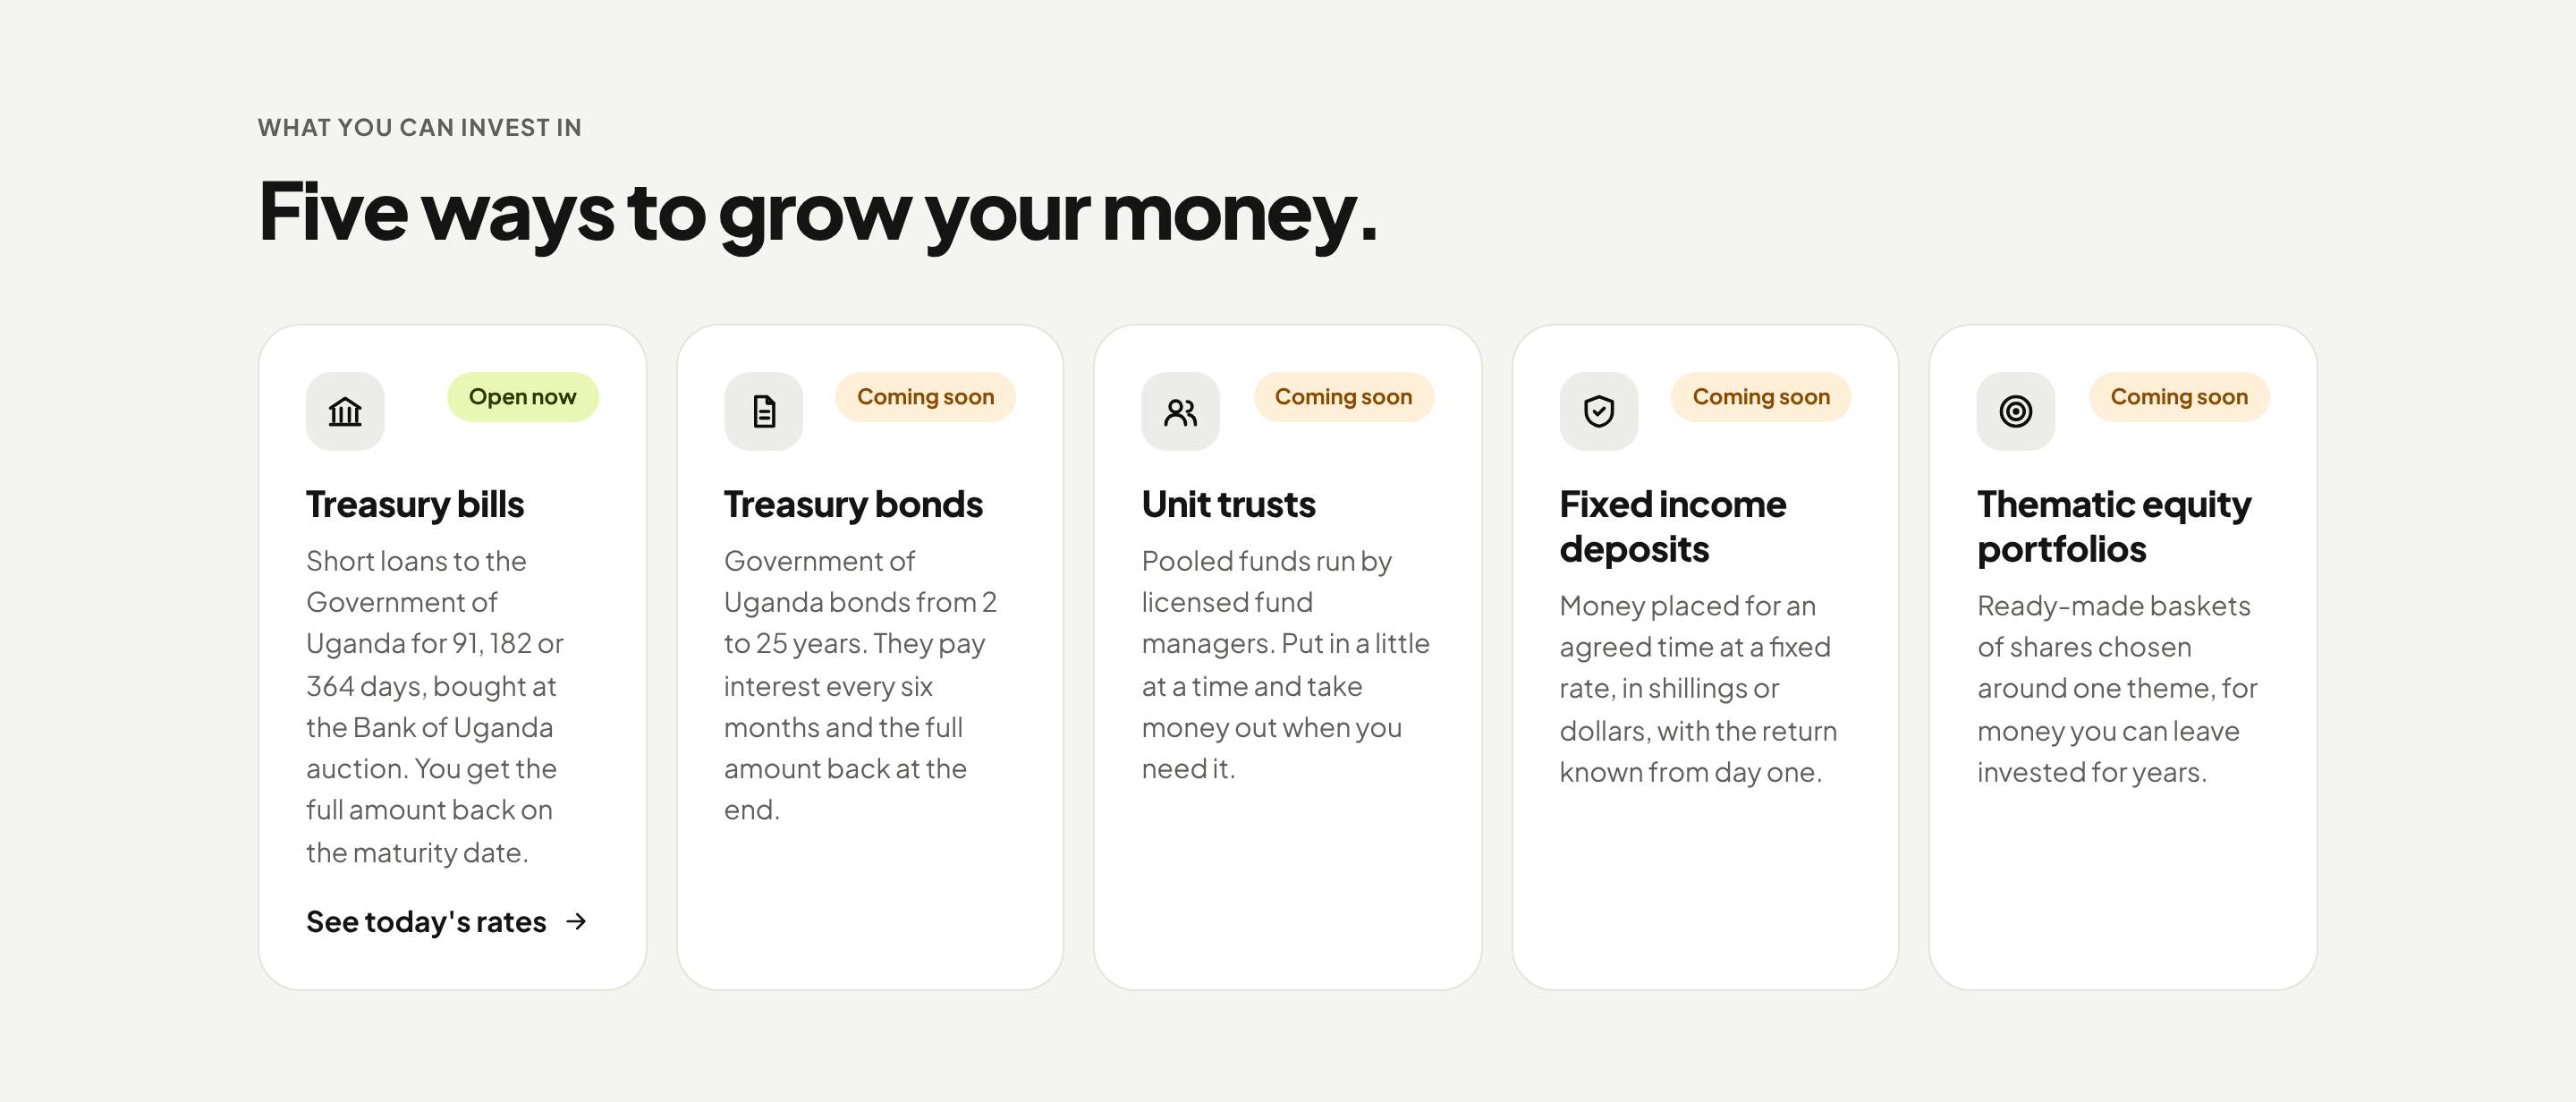 WHAT YOU CAN INVEST IN
Five ways to grow your money.
Open now
Treasury bills
Short loans to the
Government of
Uganda for 91, 182 or
364 days, bought at
the Bank of Uganda
auction. You get the
full amount back on
the maturity date.
See today's rates →
Coming soon
Treasury bonds
Government of
Uganda bonds from 2
to 25 years. They pay
interest every six
months and the full
amount back at the
end.
Coming soon
Unit trusts
Pooled funds run by
licensed fund
managers. Put in a little
at a time and take
money out when you
need it.
Coming soon
Fixed income
deposits
Money placed for an
agreed time at a fixed
rate, in shillings or
dollars, with the return
known from day one.
Coming soon
Thematic equity
portfolios
Ready-made baskets
of shares chosen
around one theme, for
money you can leave
invested for years.